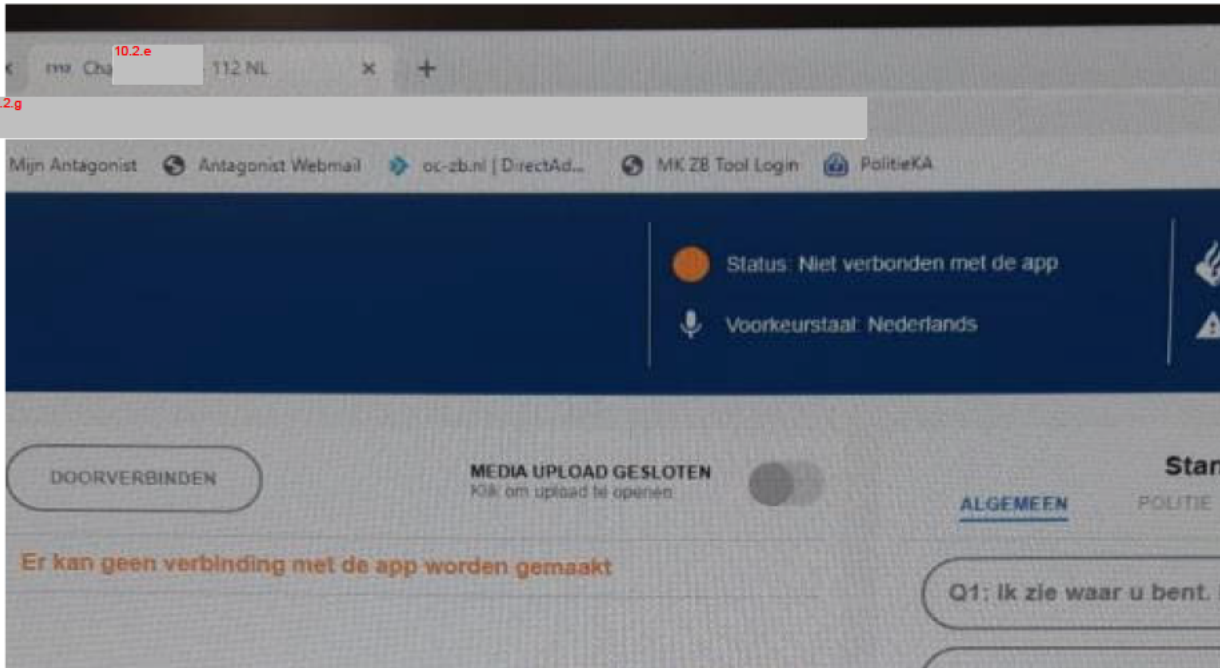 10.2.e
112 Cha 112 NL × +
.2.g
Mijn Antagonist Antagonist Webmail oc-zb.nl | DirectAd... MK ZB Tool Login PolitieKA
Status: Niet verbonden met de app
Voorkeurstaal: Nederlands
DOORVERBINDEN
MEDIA UPLOAD GESLOTEN
Klik om upload te openen
Stan
ALGEMEEN POLITIE
Er kan geen verbinding met de app worden gemaakt
Q1: Ik zie waar u bent.